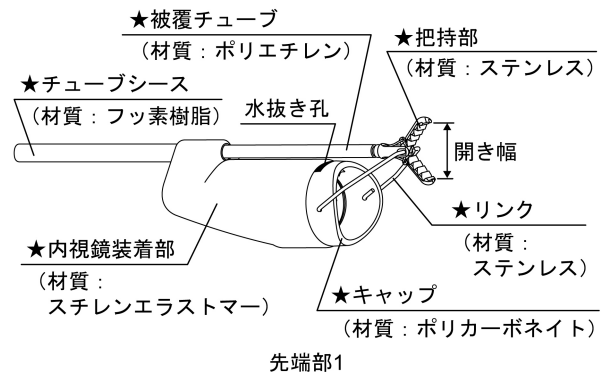 ★被覆チューブ
（材質：ポリエチレン）
★把持部
（材質：ステンレス）
★チューブシース
（材質：フッ素樹脂）
水抜き孔
開き幅
★リンク
（材質：
ステンレス）
★内視鏡装着部
（材質：
スチレンエラストマー）
★キャップ
（材質：ポリカーボネイト）
先端部1